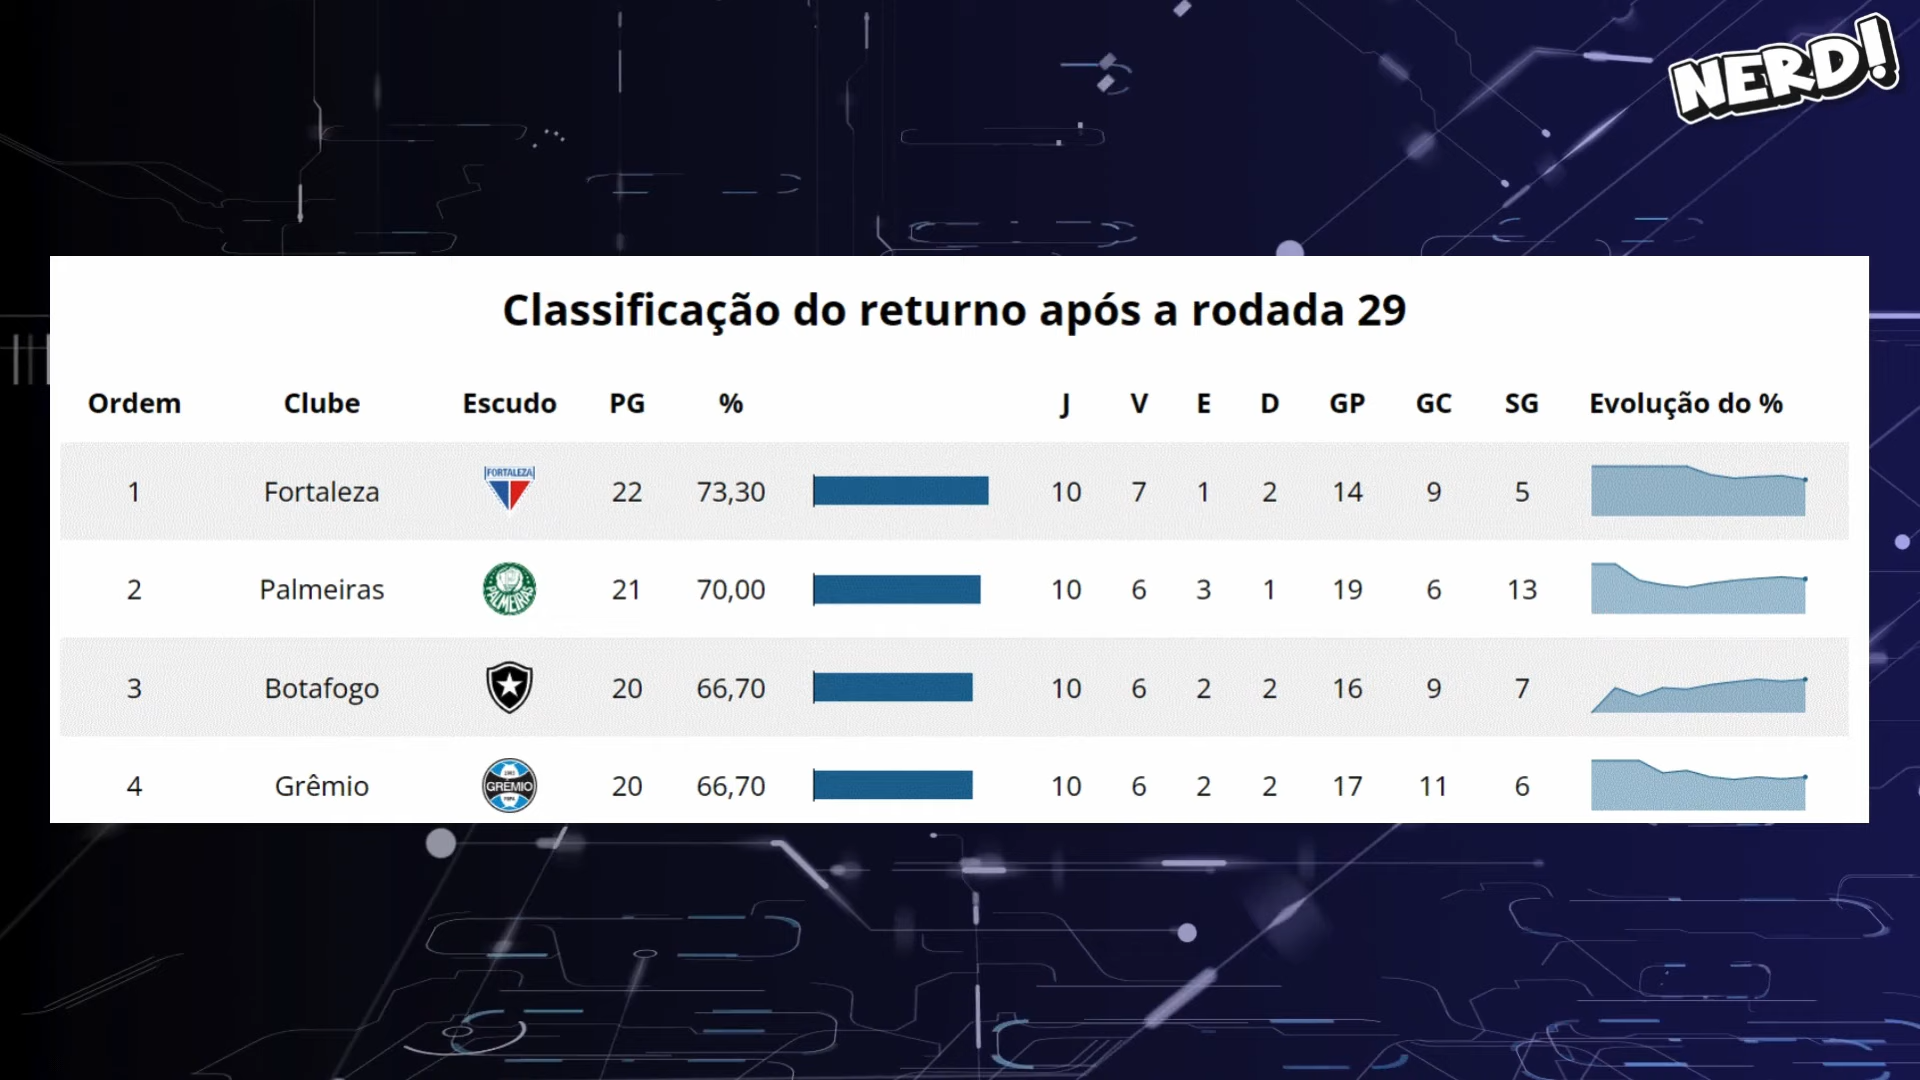 NERD!
Classificação do returno após a rodada 29
Ordem Clube Escudo PG % J V E D GP GC SG Evolução do %
1 Fortaleza FORTALEZA 22 73,30 10 7 1 2 14 9 5
2 Palmeiras PALMEIRAS 21 70,00 10 6 3 1 19 6 13
3 Botafogo 20 66,70 10 6 2 2 16 9 7
4 Grêmio GRÊMIO 20 66,70 10 6 2 2 17 11 6